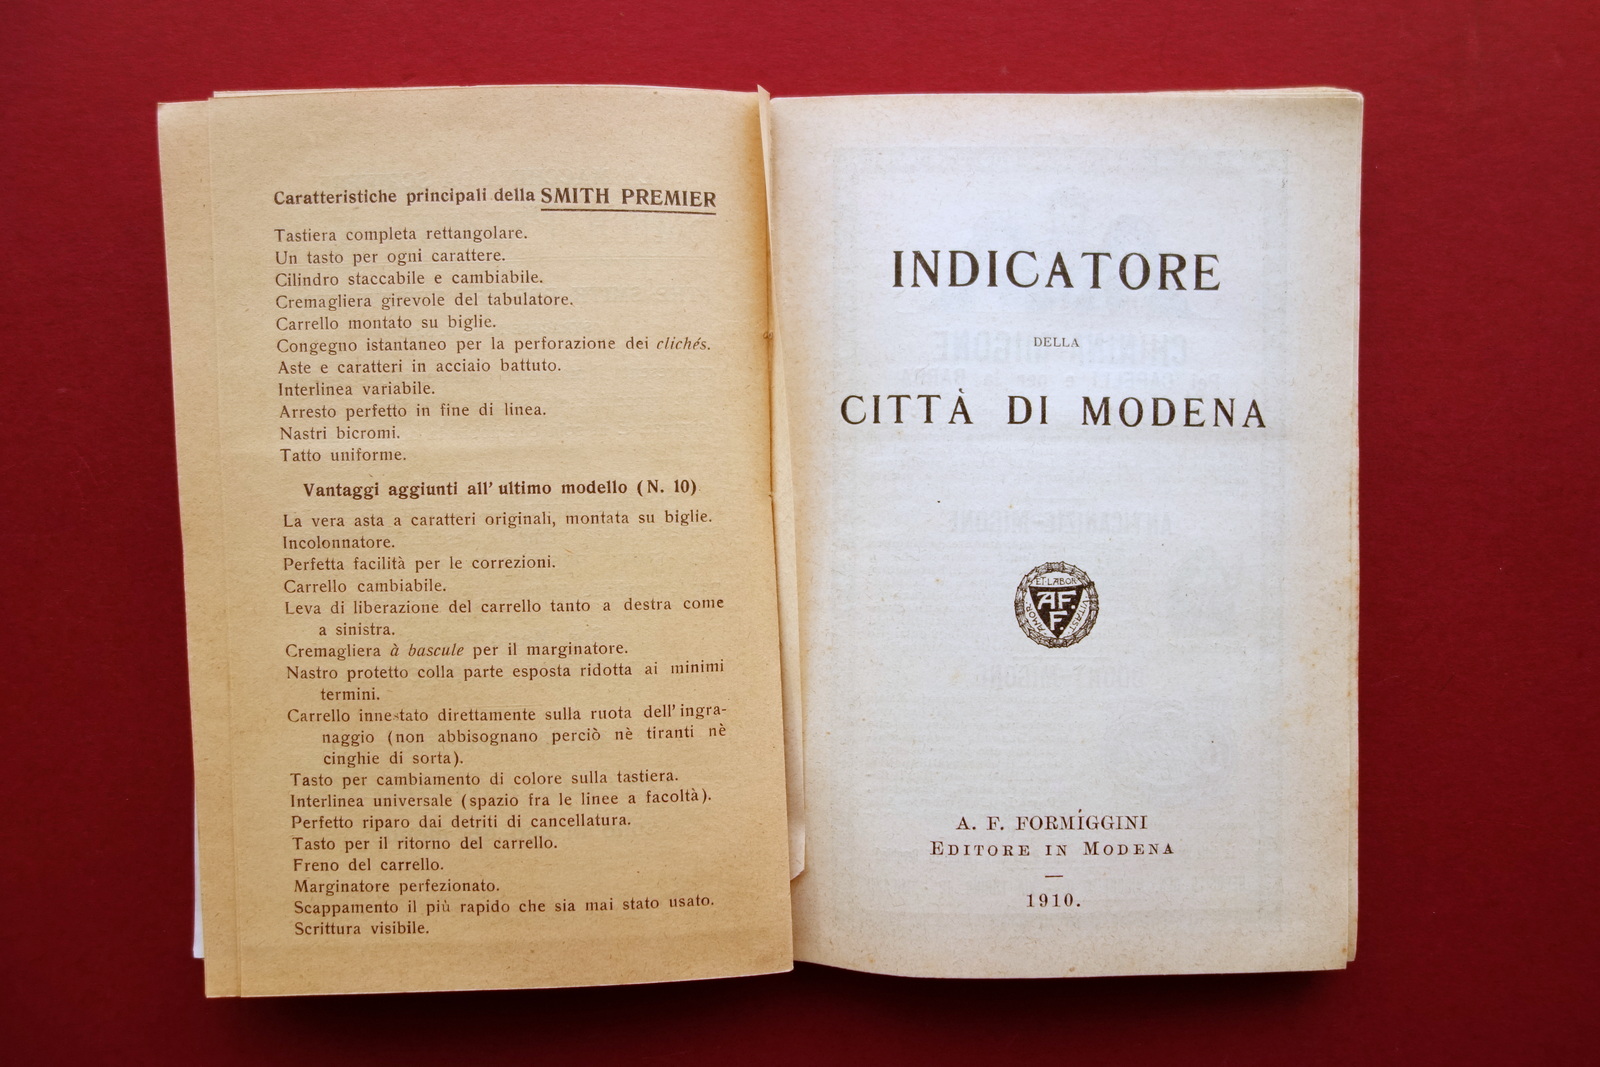 Caratteristiche principali della SMITH PREMIER
Tastiera completa rettangolare.
Un tasto per ogni carattere.
Cilindro staccabile e cambiabile.
Cremagliera girevole del tabulatore.
Carrello montato su biglie.
Congegno istantaneo per la perforazione dei clichés.
Aste e caratteri in acciaio battuto.
Interlinea variabile.
Arresto perfetto in fine di linea.
Nastri bicromi.
Tatto uniforme.
Vantaggi aggiunti all' ultimo modello (N. 10)
La vera asta a caratteri originali, montata su biglie.
Incolonnatore.
Perfetta facilità per le correzioni.
Carrello cambiabile.
Leva di liberazione del carrello tanto a destra come
a sinistra.
Cremagliera à bascule per il marginatore.
Nastro protetto colla parte esposta ridotta ai minimi
termini.
Carrello innestato direttamente sulla ruota dell' ingra-
naggio (non abbisognano perciò nè tiranti nè
cinghie di sorta).
Tasto per cambiamento di colore sulla tastiera.
Interlinea universale (spazio fra le linee a facoltà).
Perfetto riparo dai detriti di cancellatura.
Tasto per il ritorno del carrello.
Freno del carrello.
Marginatore perfezionato.
Scappamento il più rapido che sia mai stato usato.
Scrittura visibile.
INDICATORE
DELLA
CITTÀ DI MODENA
AMOR ET LABOR VITAST
A.F.
F.
A. F. FORMÍGGINI
EDITORE IN MODENA
1910.